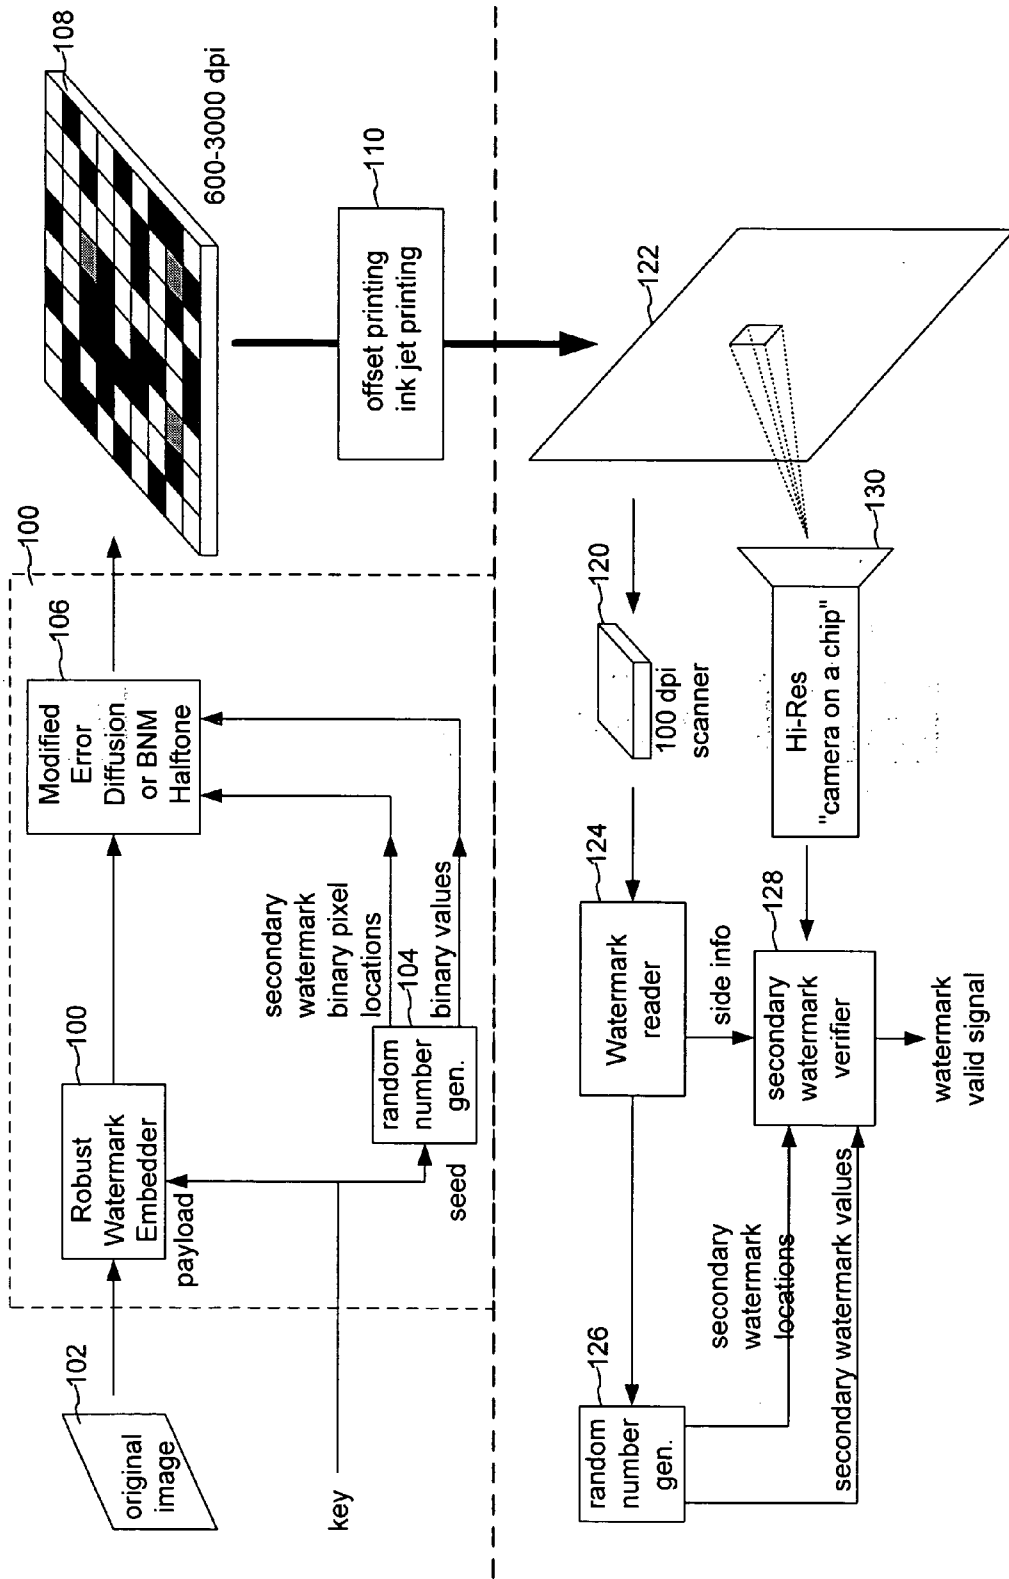 original
image
102
key
Robust
Watermark
Embedder
100
payload
seed
random
number
gen.
104
secondary
watermark
binary pixel
locations
binary values
Modified
Error
Diffusion
or BNM
Halftone
106
100
108
600-3000 dpi
offset printing
ink jet printing
110
122
120
100 dpi
scanner
130
Hi-Res
"camera on a chip"
124
Watermark
reader
side info
128
secondary
watermark
verifier
watermark
valid signal
126
random
number
gen.
secondary
watermark
locations
secondary watermark values